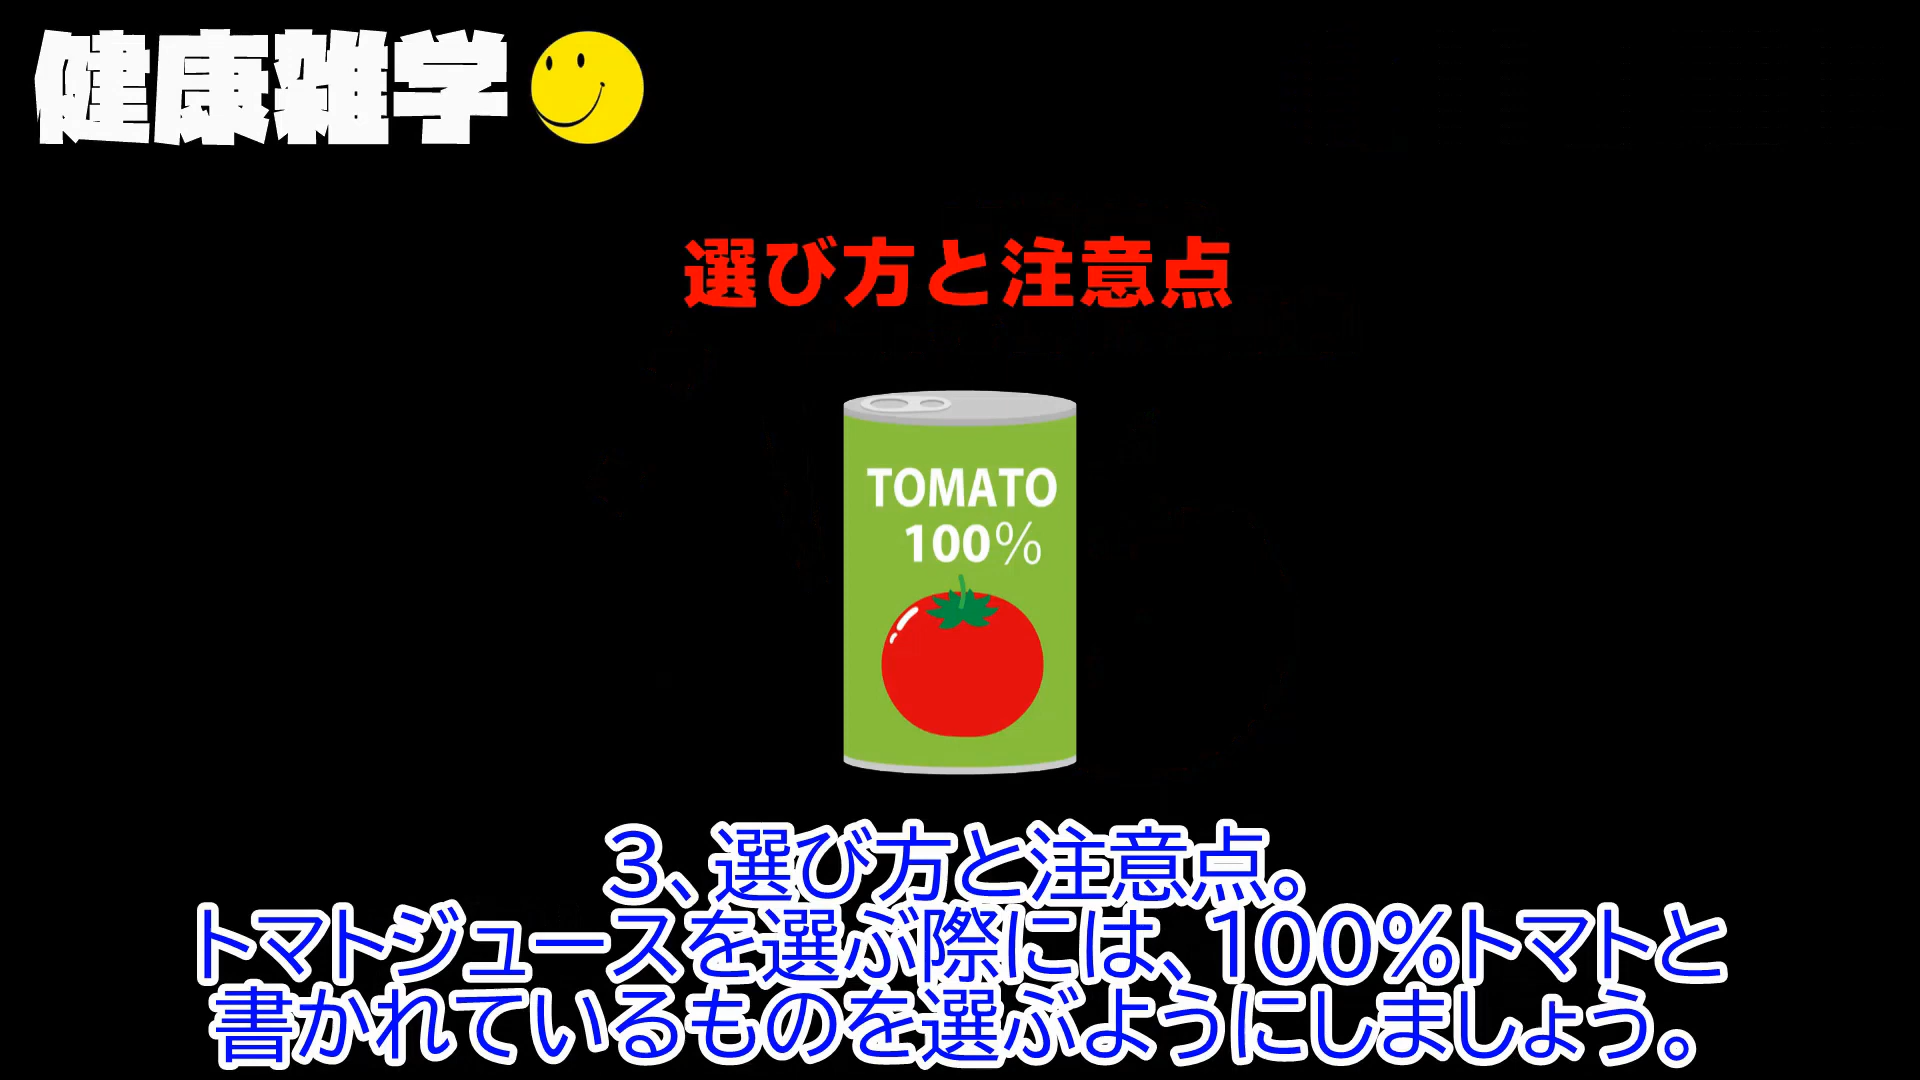 健康雑学
選び方と注意点
TOMATO
100%
３、選び方と注意点。
トマトジュースを選ぶ際には、100%トマトと
書かれているものを選ぶようにしましょう。